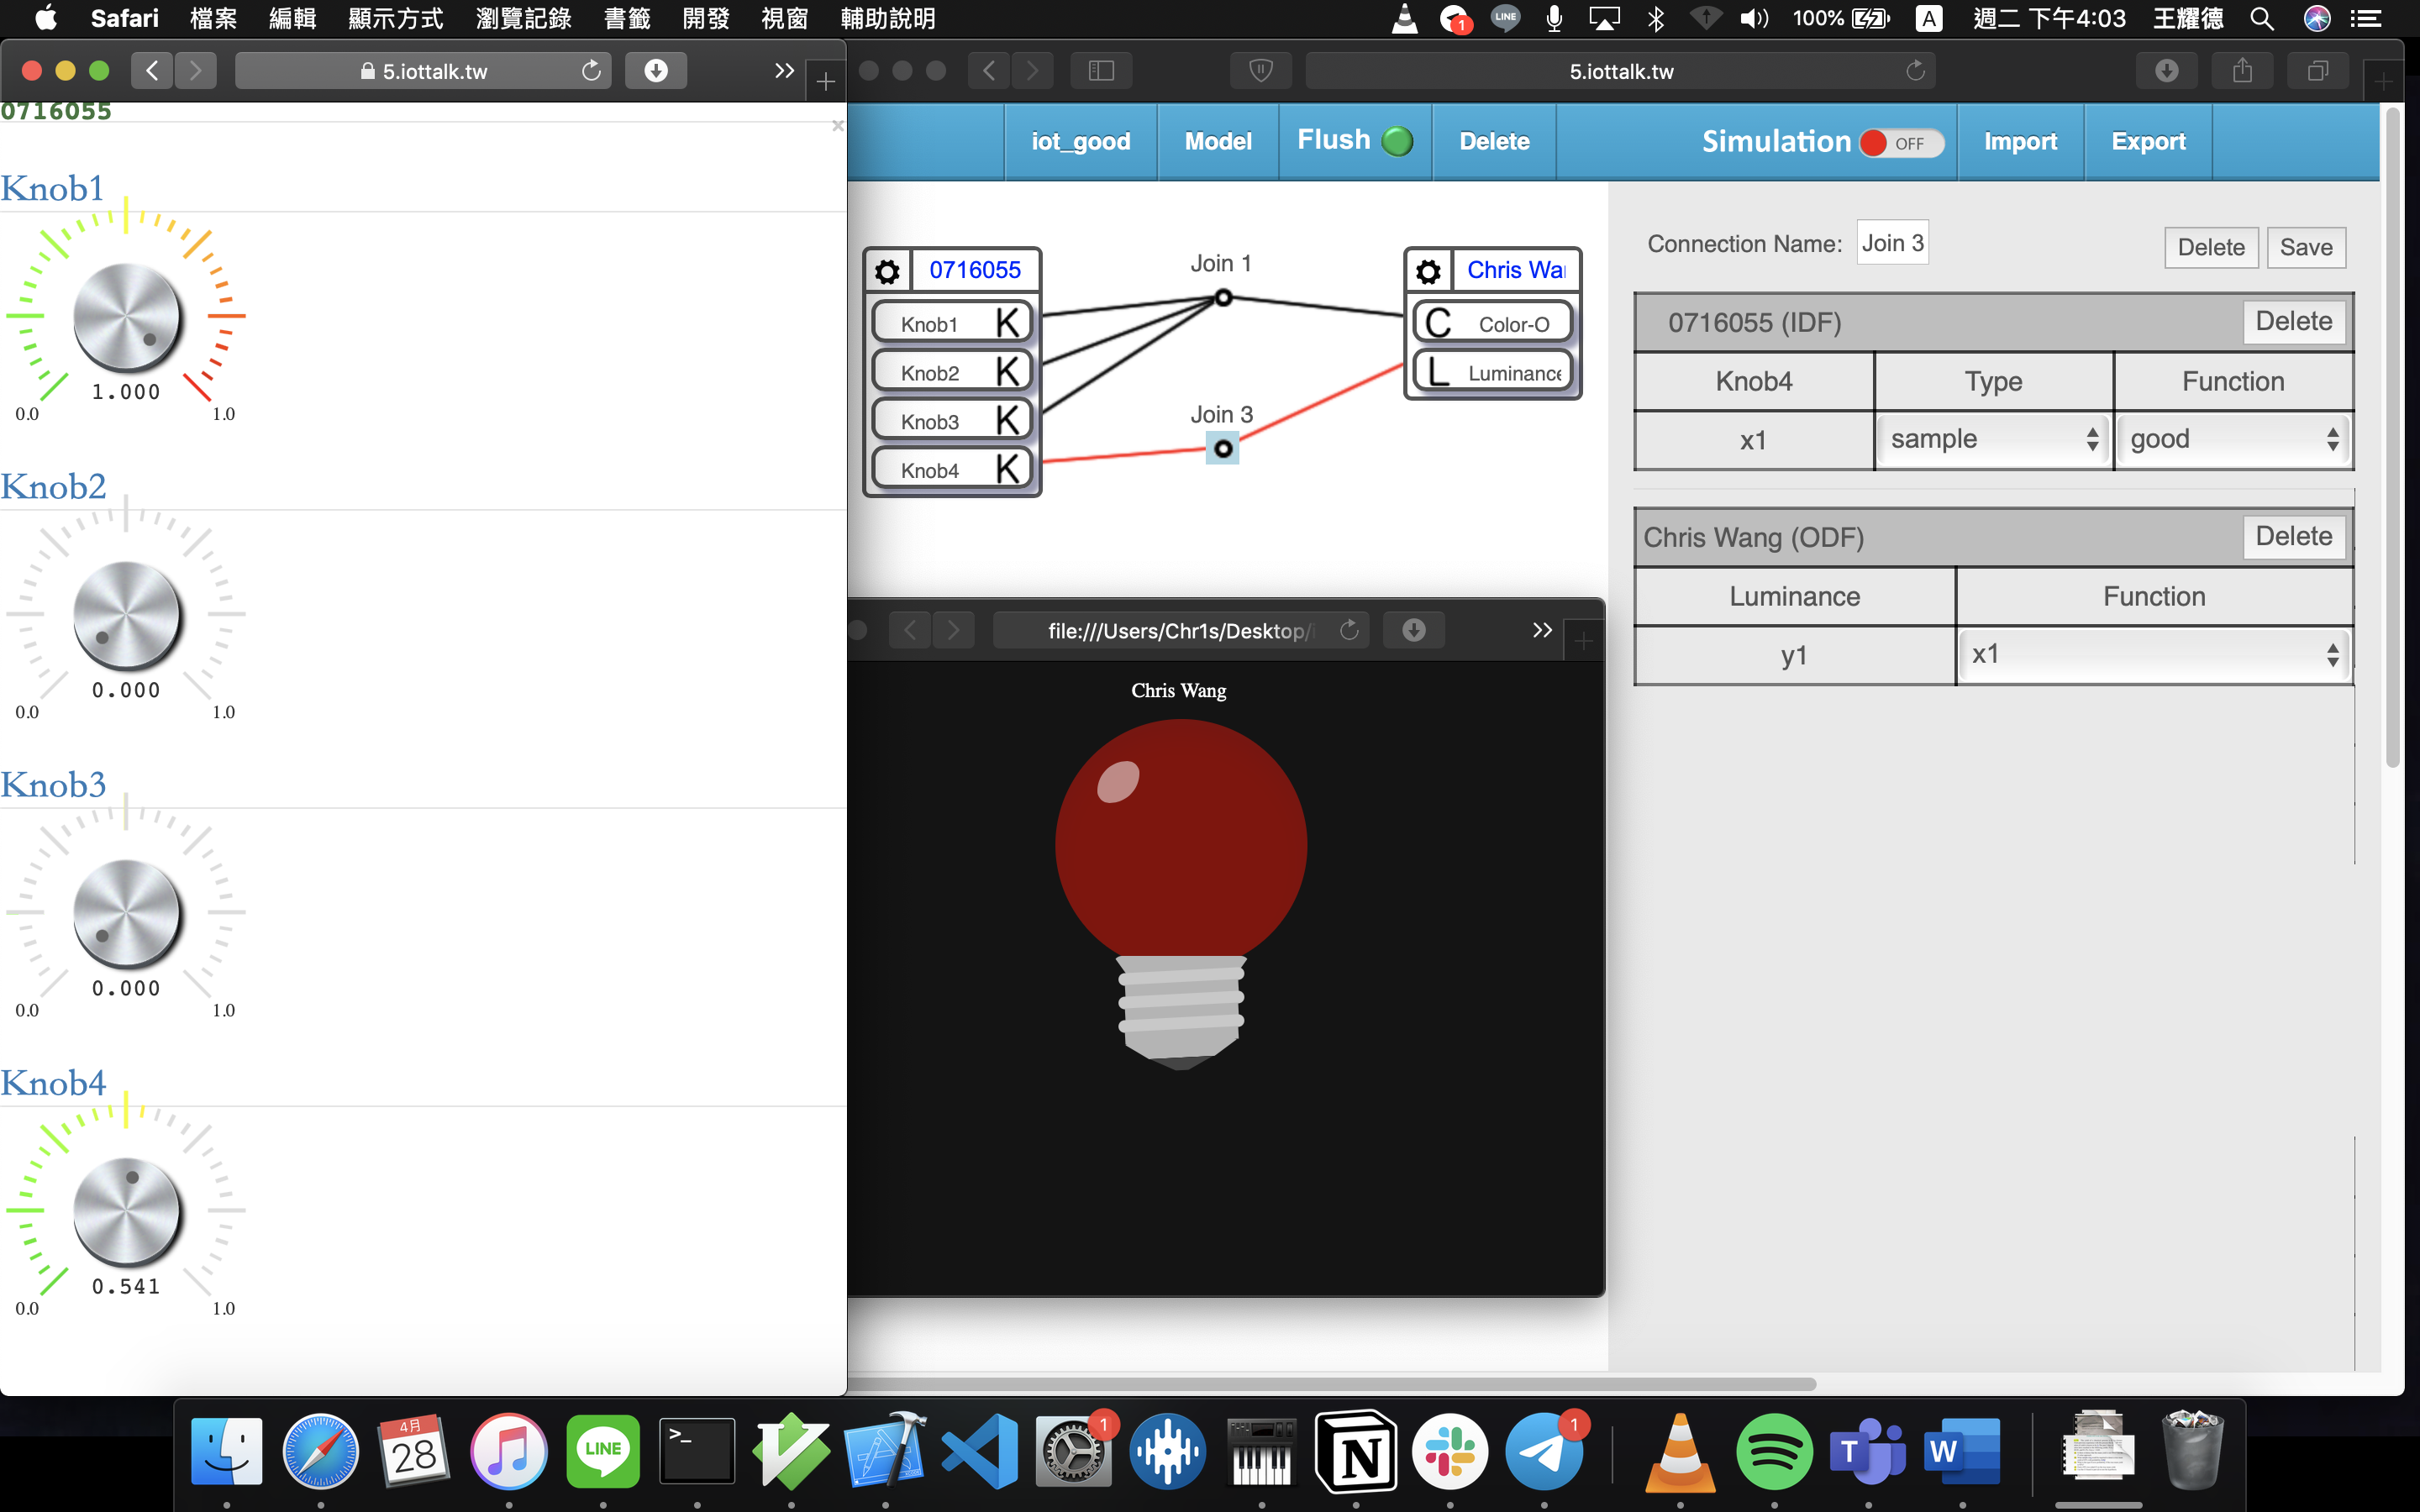 Safari 檔案 編輯 顯示方式 瀏覽記錄 書籤 開發 視窗 輔助說明
1 LINE 100% A 週二 下午4:03 王耀德
5.iottalk.tw
0716055
×
Knob1
1.000
0.0 1.0
Knob2
0.000
0.0 1.0
Knob3
0.000
0.0 1.0
Knob4
0.541
0.0 1.0
5.iottalk.tw
iot_good Model Flush Delete Simulation OFF Import Export
Join 1
0716055
Knob1 K
Knob2 K
Knob3 K
Knob4 K
Join 3
Chris Wa
C Color-O
L Luminance
Connection Name: Join 3 Delete Save
0716055 (IDF) Delete
Knob4 Type Function
x1 sample good
Chris Wang (ODF) Delete
Luminance Function
y1 x1
file:///Users/Chr1s/Desktop/
Chris Wang
4月
28
LINE
>_
1
N
1
T
W